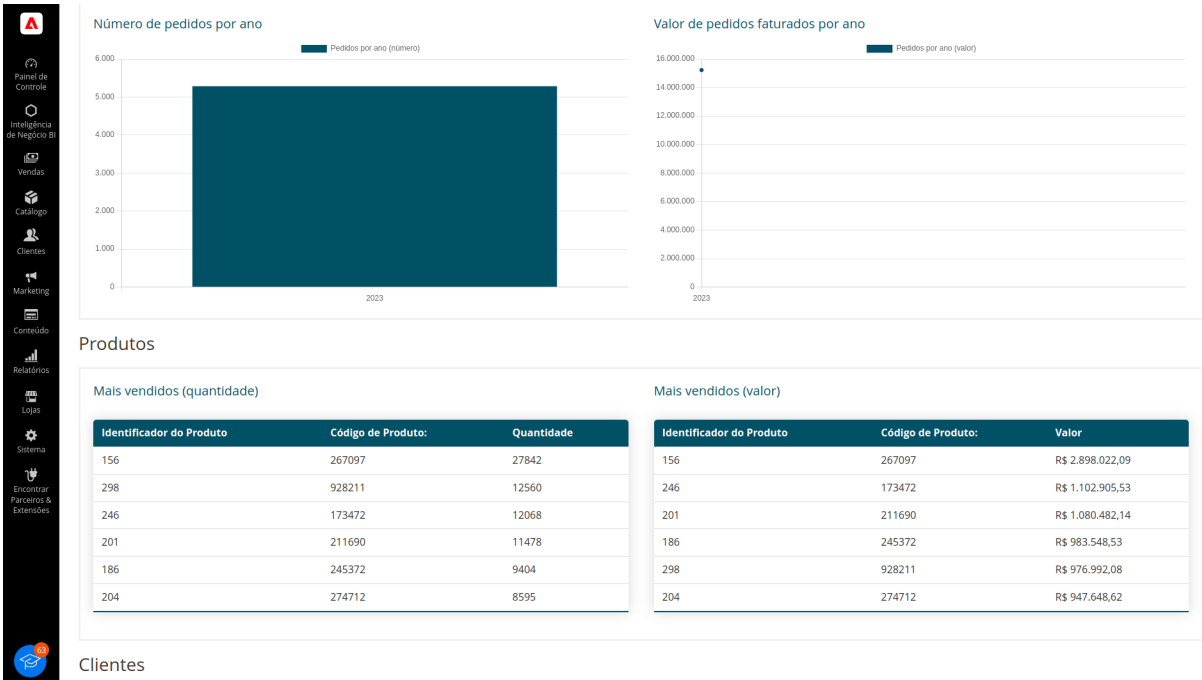 Painel de
Controle
Inteligência
de Negócio BI
Vendas
Catálogo
Clientes
Marketing
Conteúdo
Relatórios
Lojas
Sistema
Encontrar
Parceiros &
Extensões
63
Número de pedidos por ano
Pedidos por ano (número)
6.000
5.000
4.000
3.000
2.000
1.000
0
2023
Valor de pedidos faturados por ano
Pedidos por ano (valor)
16.000.000
14.000.000
12.000.000
10.000.000
8.000.000
6.000.000
4.000.000
2.000.000
0
2023
Produtos
Mais vendidos (quantidade)
Identificador do Produto Código de Produto: Quantidade
156 267097 27842
298 928211 12560
246 173472 12068
201 211690 11478
186 245372 9404
204 274712 8595
Mais vendidos (valor)
Identificador do Produto Código de Produto: Valor
156 267097 R$ 2.898.022,09
246 173472 R$ 1.102.905,53
201 211690 R$ 1.080.482,14
186 245372 R$ 983.548,53
298 928211 R$ 976.992,08
204 274712 R$ 947.648,62
Clientes